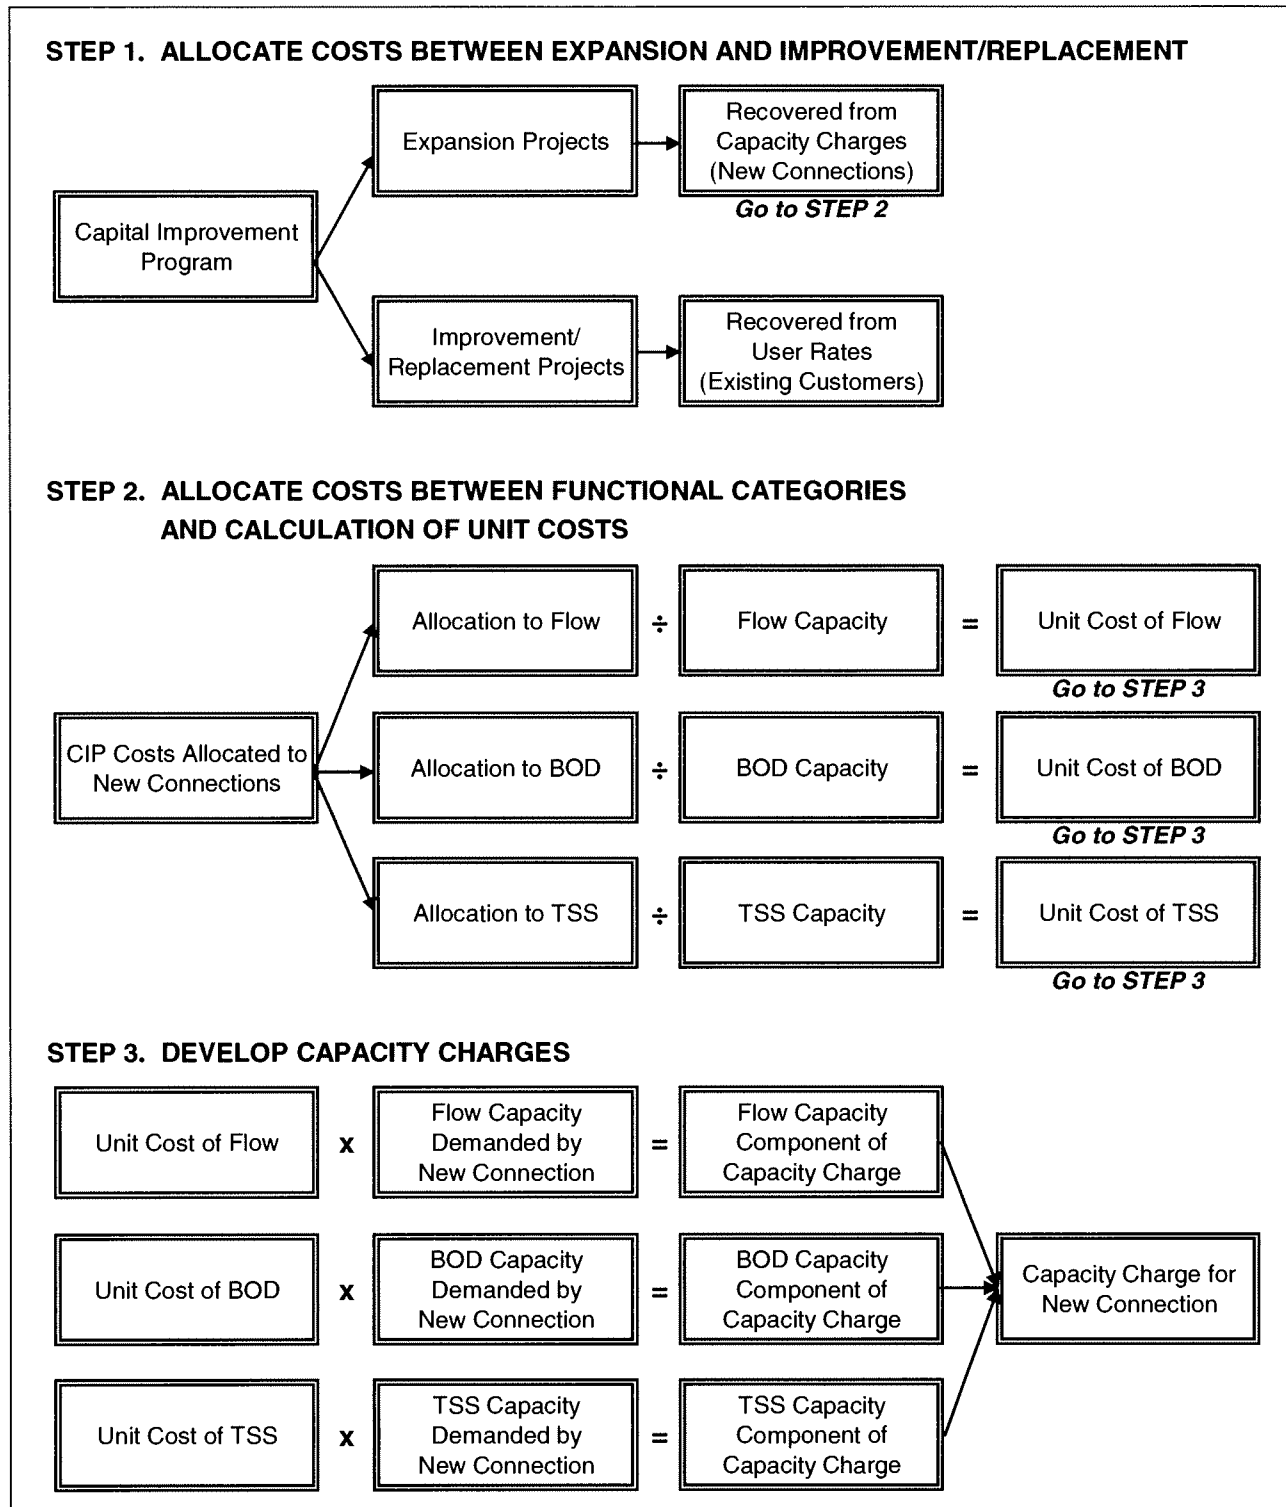 STEP 1. ALLOCATE COSTS BETWEEN EXPANSION AND IMPROVEMENT/REPLACEMENT
Expansion Projects
Recovered from
Capacity Charges
(New Connections)
Go to STEP 2
Capital Improvement
Program
Improvement/
Replacement Projects
Recovered from
User Rates
(Existing Customers)
STEP 2. ALLOCATE COSTS BETWEEN FUNCTIONAL CATEGORIES
AND CALCULATION OF UNIT COSTS
Allocation to Flow ÷ Flow Capacity = Unit Cost of Flow
Go to STEP 3
CIP Costs Allocated to
New Connections
Allocation to BOD ÷ BOD Capacity = Unit Cost of BOD
Go to STEP 3
Allocation to TSS ÷ TSS Capacity = Unit Cost of TSS
Go to STEP 3
STEP 3. DEVELOP CAPACITY CHARGES
Unit Cost of Flow
x
Flow Capacity
Demanded by
New Connection
=
Flow Capacity
Component of
Capacity Charge
Unit Cost of BOD
x
BOD Capacity
Demanded by
New Connection
=
BOD Capacity
Component of
Capacity Charge
Capacity Charge for
New Connection
Unit Cost of TSS
x
TSS Capacity
Demanded by
New Connection
=
TSS Capacity
Component of
Capacity Charge